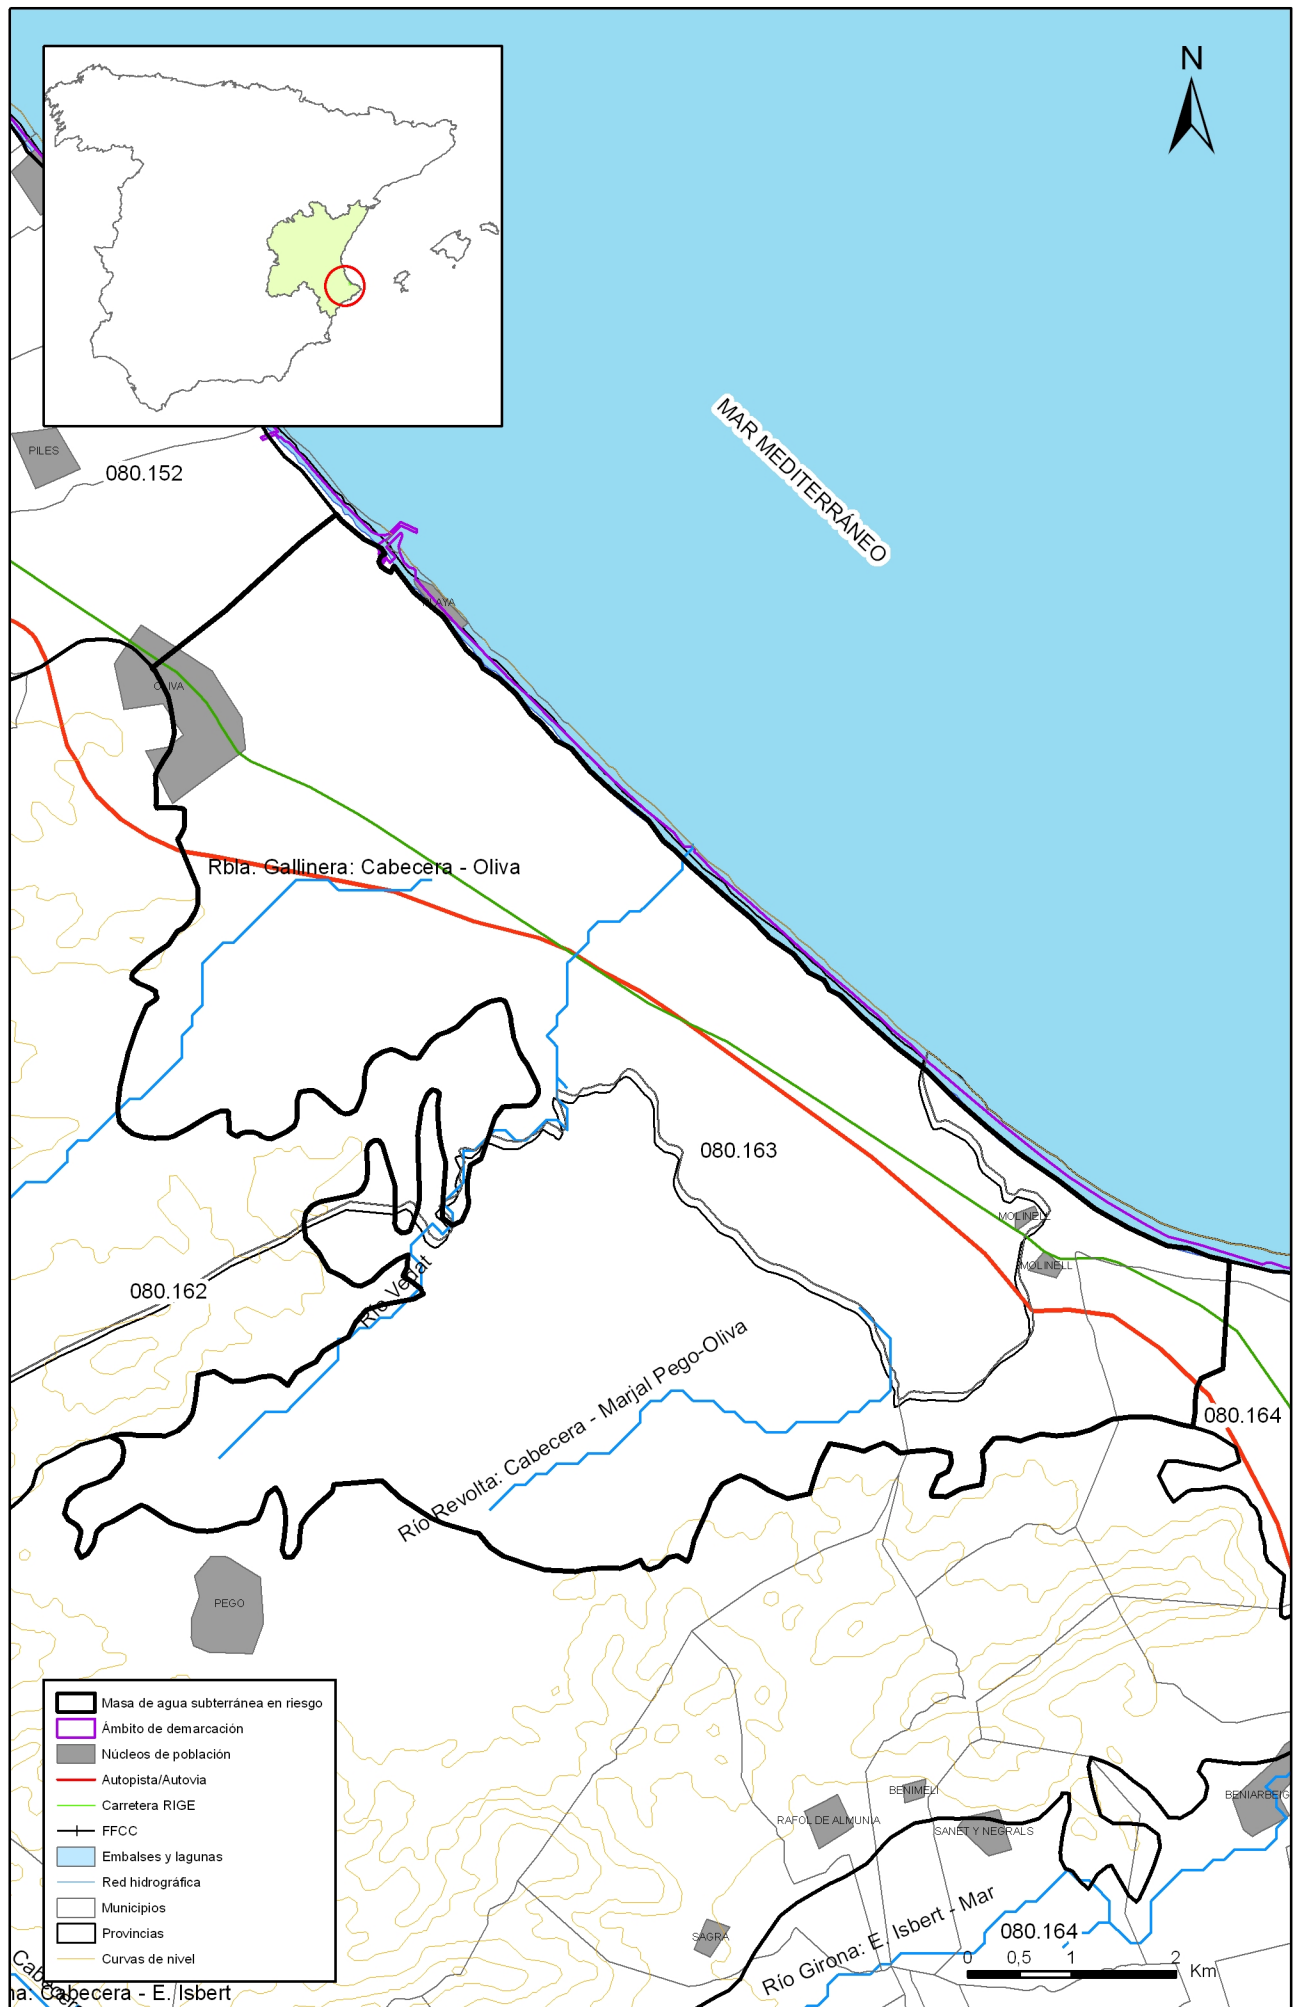 N
MAR MEDITERRÁNEO
PILES
080.152
PLAYA
OLIVA
Rbla. Gallinera: Cabecera - Oliva
080.163
MOLINELL
MOLINELL
080.162
Río Vedat
Río Revolta: Cabecera - Marjal Pego-Oliva
080.164
PEGO
Masa de agua subterránea en riesgo
Ámbito de demarcación
Núcleos de población
Autopista/Autovia
Carretera RIGE
FFCC
Embalses y lagunas
Red hidrográfica
Municipios
Provincias
Curvas de nivel
BENIMELI
RAFOL DE ALMUNIA
SANET Y NEGRALS
BENIARBEIG
SAGRA
Río Girona: E. Isbert - Mar
080.164
0 0,5 1 2
Km
na: Cabecera - E. Isbert